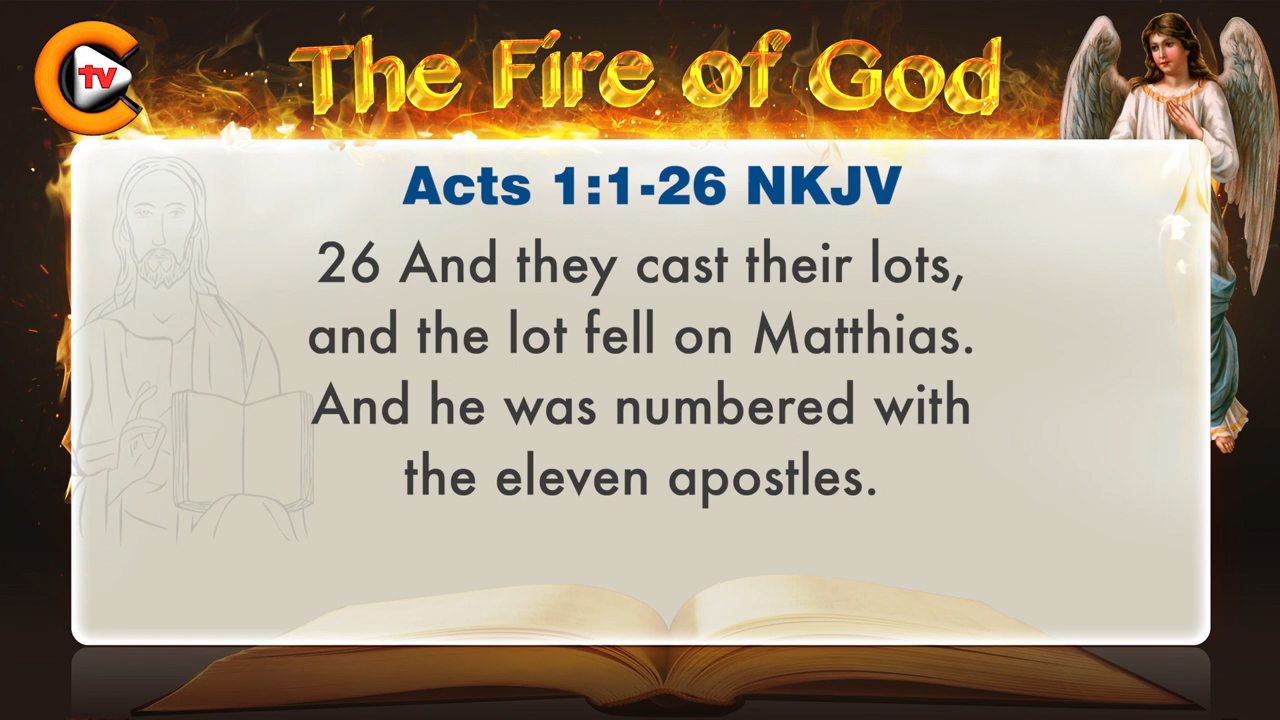 tv
The Fire of God
Acts 1:1-26 NKJV
26 And they cast their lots,
and the lot fell on Matthias.
And he was numbered with
the eleven apostles.